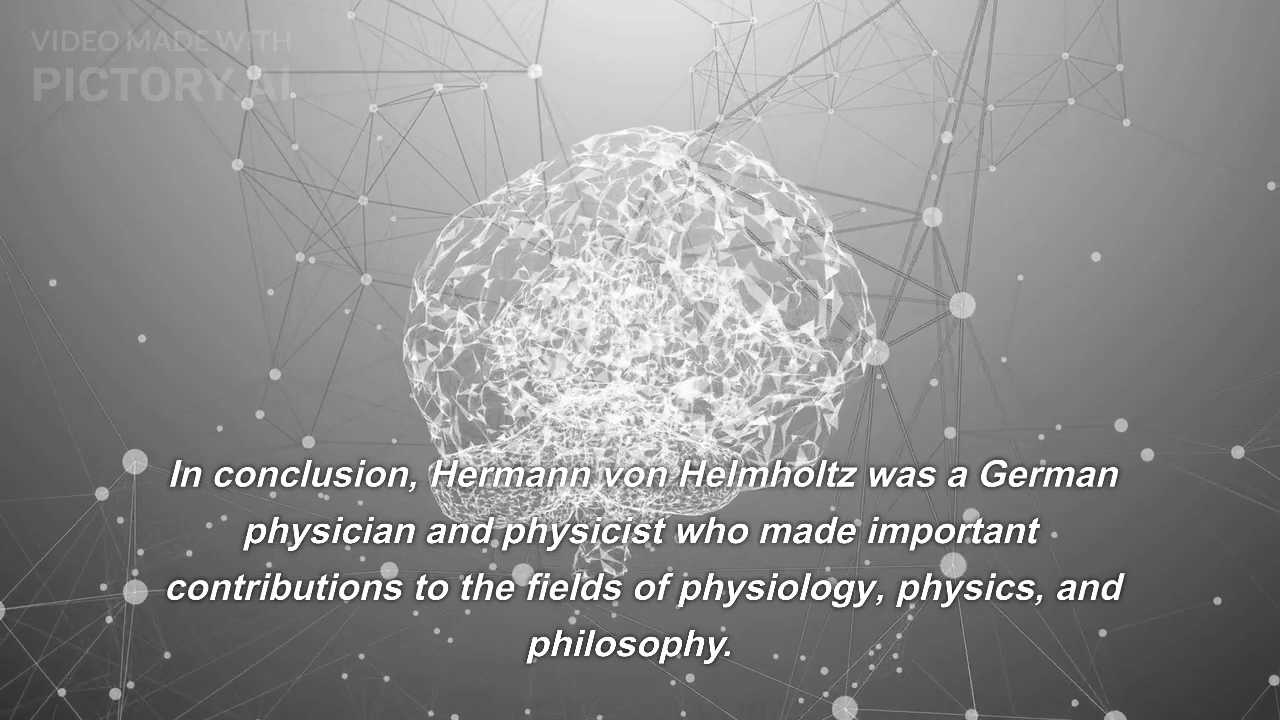 VIDEO MADE WITH
PICTORY.AI
In conclusion, Hermann von Helmholtz was a German
physician and physicist who made important
contributions to the fields of physiology, physics, and
philosophy.